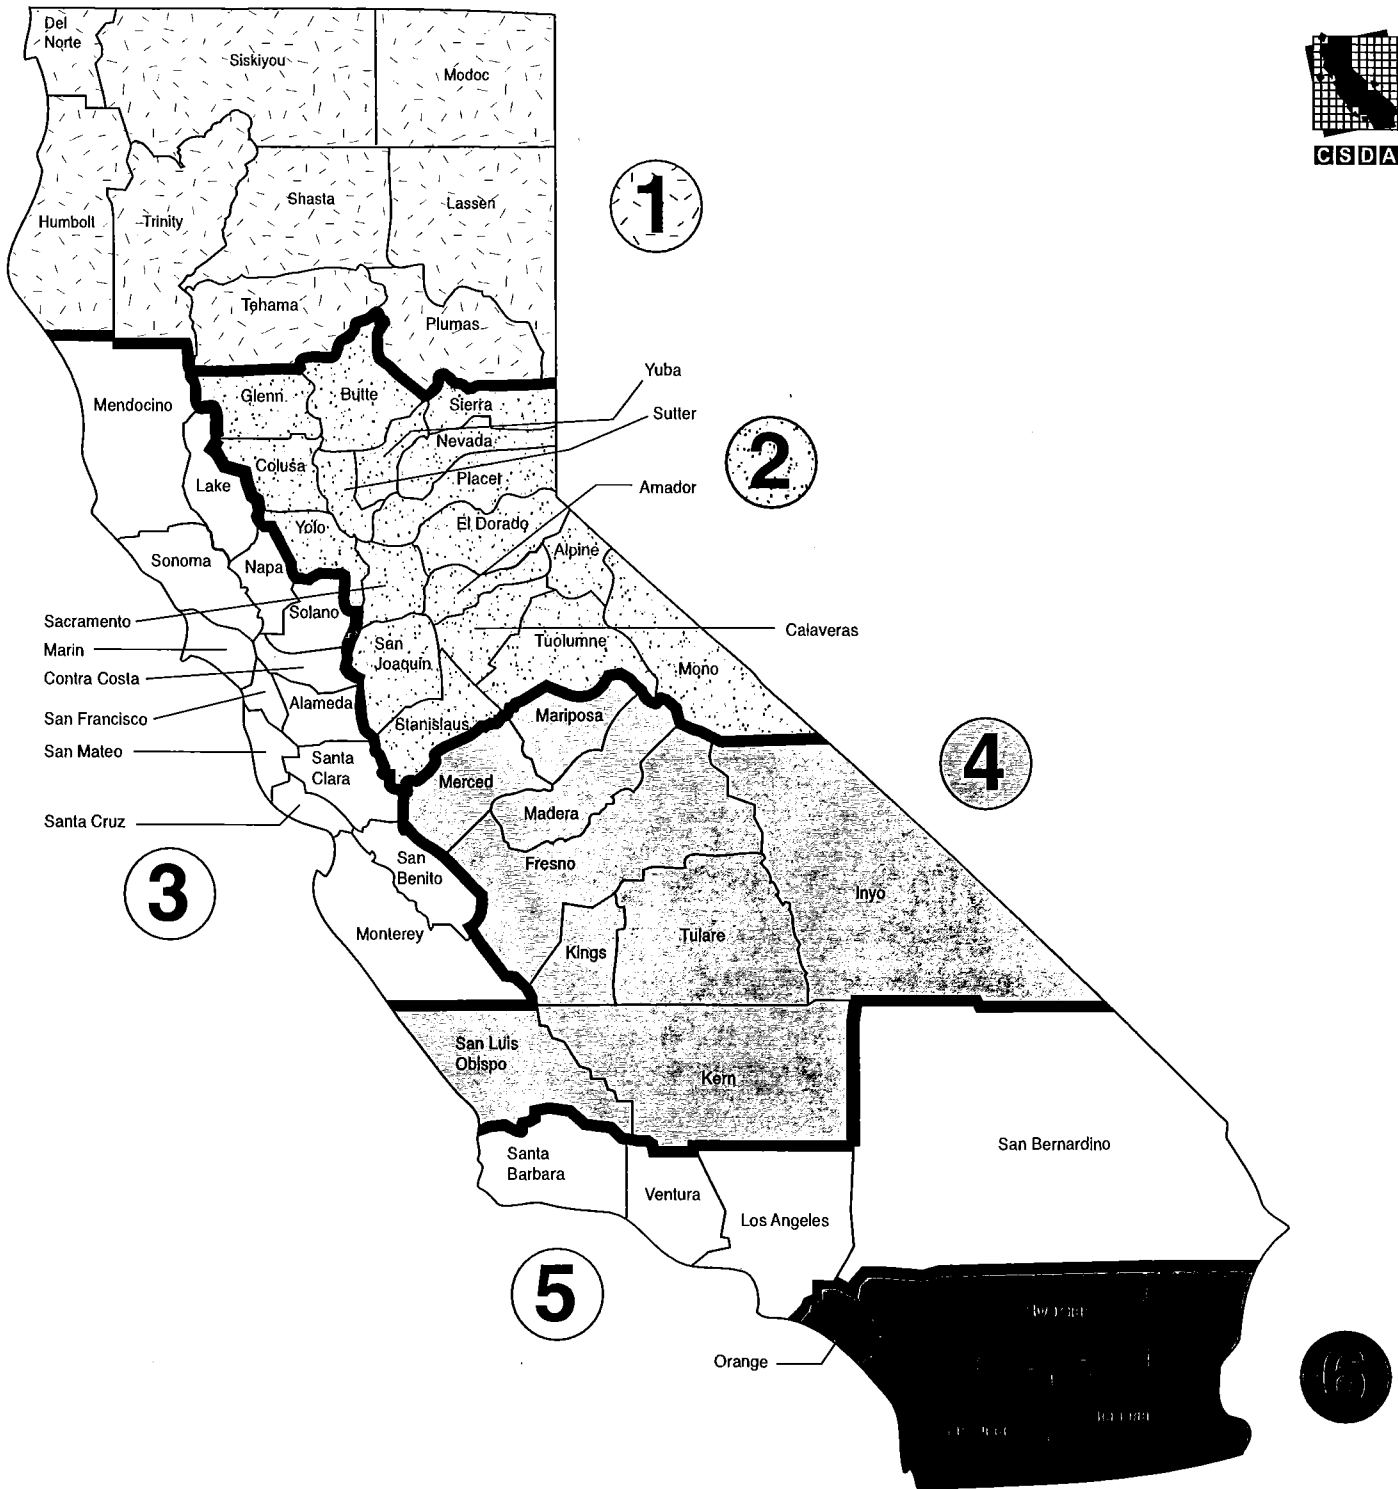 Del
Norte
Siskiyou
Modoc
CSDA
Humbolt
Trinity
Shasta
Lassen
1
Tehama
Plumas
Mendocino
Glenn
Butte
Sierra
Yuba
Sutter
Nevada
2
Colusa
Placer
Lake
Amador
Yolo
El Dorado
Sonoma
Napa
Alpine
Solano
Sacramento
Marin
San
Joaquin
Tuolumne
Calaveras
Contra Costa
Mono
San Francisco
Alameda
Stanislaus
Mariposa
San Mateo
Santa
Clara
Merced
4
Santa Cruz
Madera
3
San
Benito
Fresno
Inyo
Monterey
Kings
Tulare
San Luis
Obispo
Kern
Santa
Barbara
Ventura
Los Angeles
San Bernardino
5
Orange
6